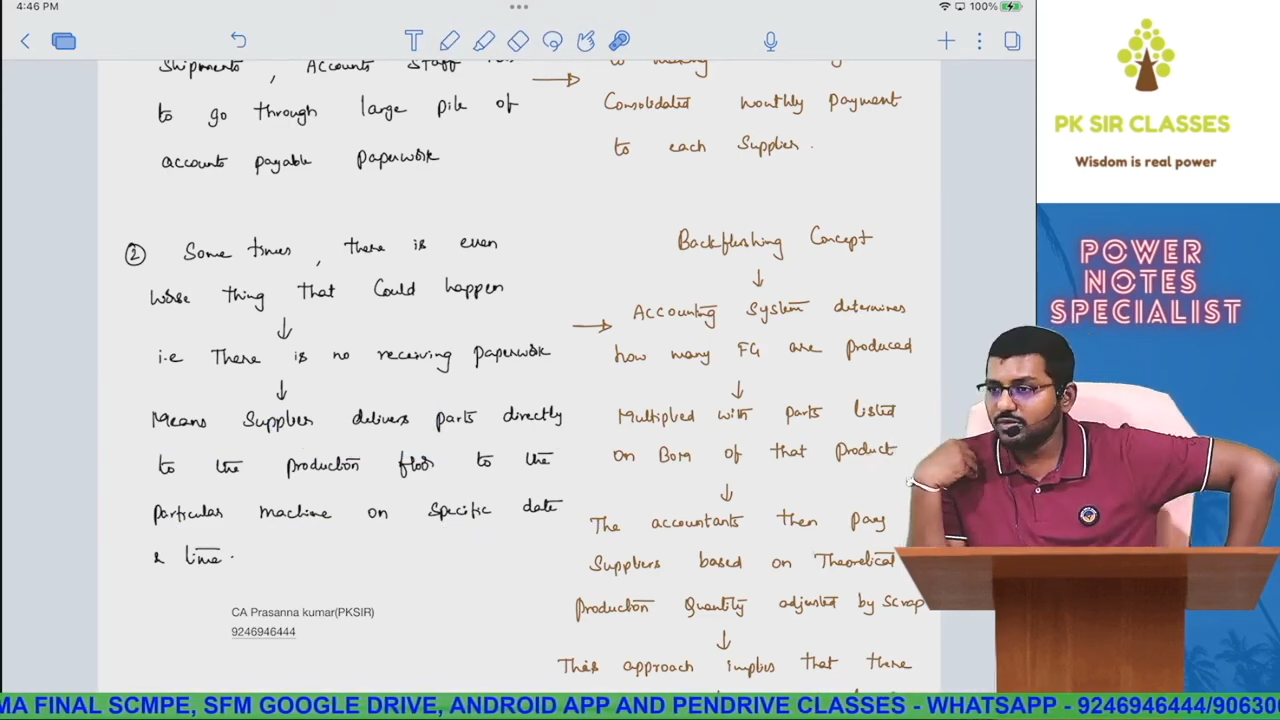 4:46 PM
100%
Shipments, Accounts Staff
to go through large pile of
accounts payable paperwork
Consolidated monthly payment
to each Supplier.
② Some times, there is even
worse thing that Could happen
↓
i.e There is no receiving paperwork
↓
Means Supplier delivers parts directly
to the production floor to the
particular machine on specific date
& time.
Backflushing Concept
↓
→ Accounting System determines
how many FG are produced
↓
Multiplied with parts listed
on Bom of that Product
↓
The accountants then pay
Suppliers based on Theoretical
production Quantity adjusted by Scrap
↓
This approach implies that there
CA Prasanna kumar(PKSIR)
9246946444
PK SIR CLASSES
Wisdom is real power
POWER
NOTES
SPECIALIST
MA FINAL SCMPE, SFM GOOGLE DRIVE, ANDROID APP AND PENDRIVE CLASSES - WHATSAPP - 9246946444/906300